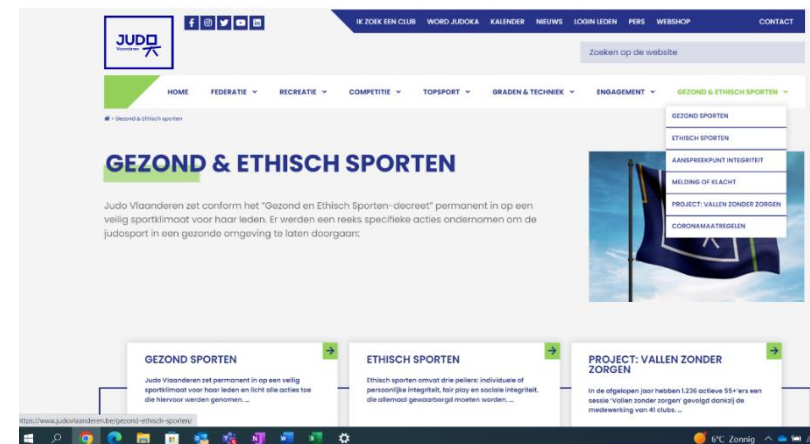 JUDO
Vlaanderen
IK ZOEK EEN CLUB WORD JUDOKA KALENDER NIEUWS LOGIN LEDEN PERS WEBSHOP CONTACT
Zoeken op de website
HOME FEDERATIE RECREATIE COMPETITIE TOPSPORT GRADEN & TECHNIEK ENGAGEMENT GEZOND & ETHISCH SPORTEN
> Gezond & Ethisch sporten
GEZOND SPORTEN
ETHISCH SPORTEN
AANSPREEKPUNT INTEGRITEIT
MELDING OF KLACHT
PROJECT: VALLEN ZONDER ZORGEN
CORONAMAATREGELEN
GEZOND & ETHISCH SPORTEN
Judo Vlaanderen zet conform het "Gezond en Ethisch Sporten-decreet" permanent in op een
veilig sportklimaat voor haar leden. Er werden een reeks specifieke acties ondernomen om de
judosport in een gezonde omgeving te laten doorgaan:
GEZOND SPORTEN
Judo Vlaanderen zet permanent in op een veilig
sportklimaat voor haar leden en licht alle acties toe
die hiervoor werden genomen. ...
ETHISCH SPORTEN
Ethisch sporten omvat drie peilers: individuele of
persoonlijke integriteit, fair play en sociale integriteit,
die allemaal gewaarborgd moeten worden. ...
PROJECT: VALLEN ZONDER
ZORGEN
In de afgelopen jaar hebben 1.236 actieve 55+'ers een
sessie 'Vallen zonder zorgen' gevolgd dankzij de
medewerking van 41 clubs. ...
https://www.judovlaanderen.be/gezond-ethisch-sporten/
6°C Zonnig